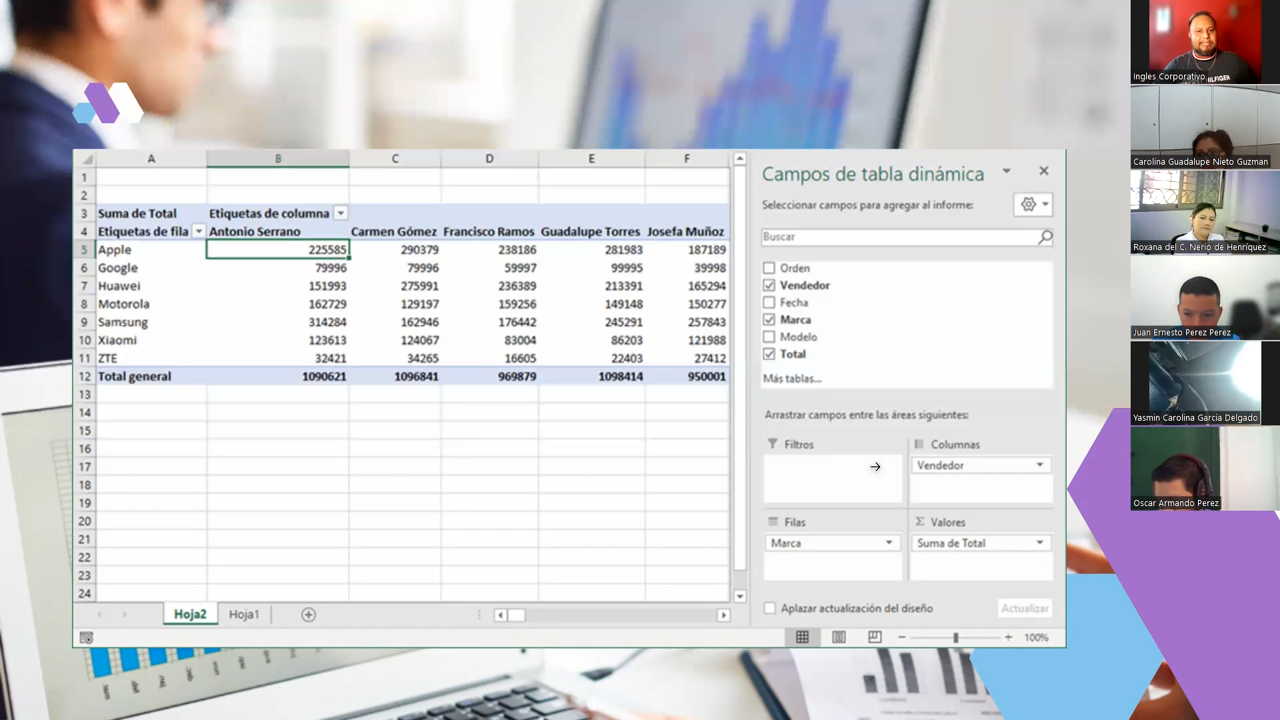 A B C D E F
1
2
3 Suma de Total Etiquetas de columna
4 Etiquetas de fila Antonio Serrano Carmen Gómez Francisco Ramos Guadalupe Torres Josefa Muñoz
5 Apple 225585 290379 238186 281983 187189
6 Google 79996 79996 59997 99995 39998
7 Huawei 151993 275991 236389 213391 165294
8 Motorola 162729 129197 159256 149148 150277
9 Samsung 314284 162946 176442 245291 257843
10 Xiaomi 123613 124067 83004 86203 121988
11 ZTE 32421 34265 16605 22403 27412
12 Total general 1090621 1096841 969879 1098414 950001
13
14
15
16
17
18
19
20
21
22
23
24
Hoja2 Hoja1
Campos de tabla dinámica
Seleccionar campos para agregar al informe:
Buscar
Orden
Vendedor
Fecha
Marca
Modelo
Total
Más tablas...
Arrastrar campos entre las áreas siguientes:
Filtros Columnas
Vendedor
Filas Σ Valores
Marca Suma de Total
Aplazar actualización del diseño Actualizar
100%
HILFIGER
Ingles Corporativo
Carolina Guadalupe Nieto Guzman
Roxana del C. Nerio de Henríquez
Juan Ernesto Perez Perez
Yasmin Carolina Garcia Delgado
Oscar Armando Perez